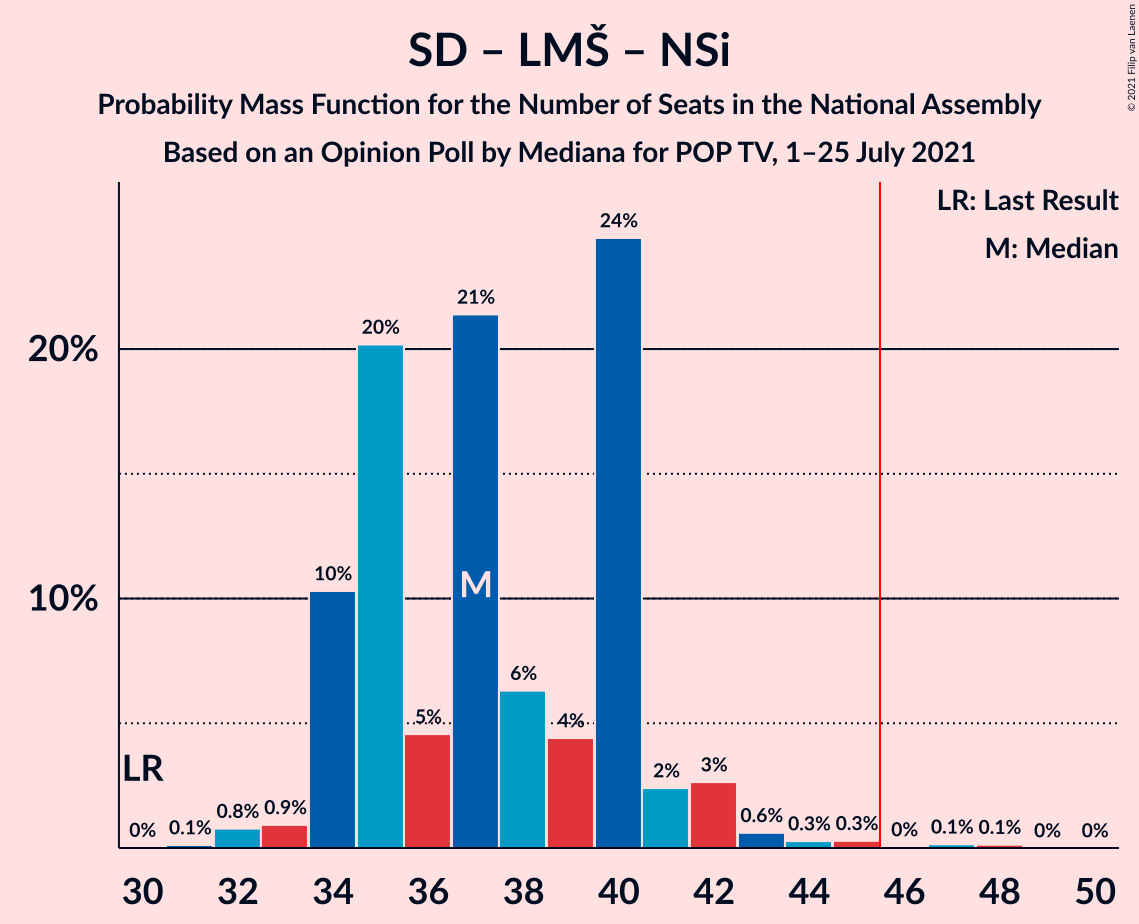 SD – LMŠ – NSi
Probability Mass Function for the Number of Seats in the National Assembly
Based on an Opinion Poll by Mediana for POP TV, 1–25 July 2021
© 2021 Filip van Laenen
LR: Last Result
M: Median
24%
21%
20%
20%
10%
10%
M
6%
5%
4%
LR
2%
3%
0%
0.1%
0.8%
0.9%
0.6%
0.3%
0.3%
0%
0.1%
0.1%
0%
0%
30 32 34 36 38 40 42 44 46 48 50